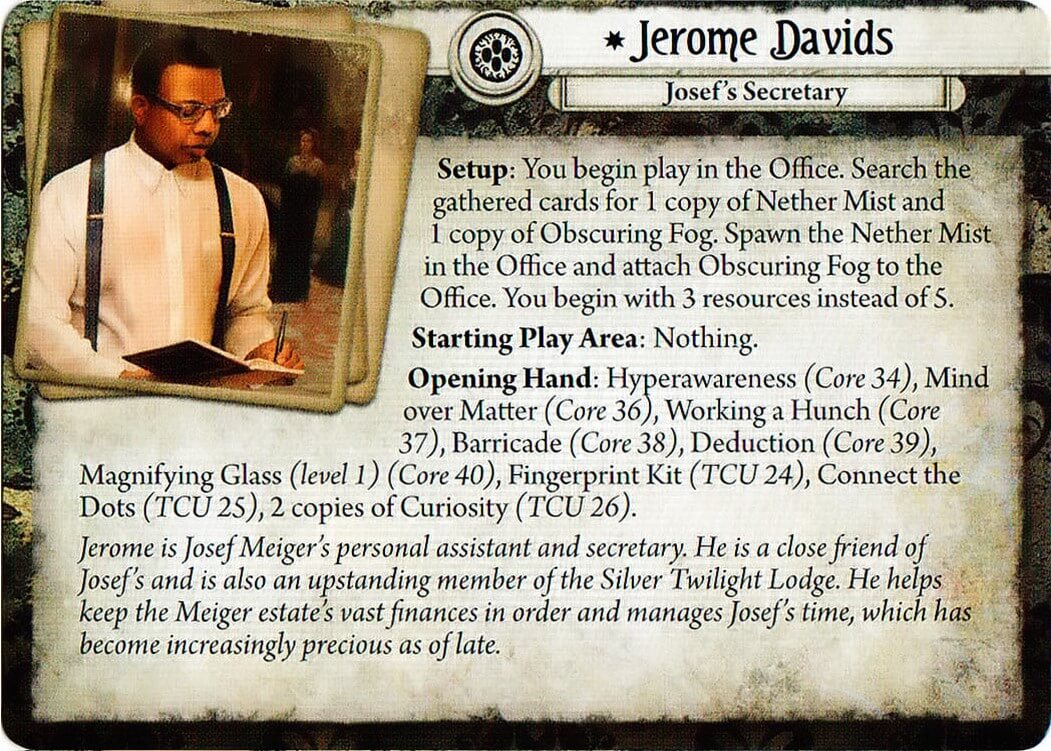 Jerome Davids
Josef's Secretary
Setup: You begin play in the Office. Search the
gathered cards for 1 copy of Nether Mist and
1 copy of Obscuring Fog. Spawn the Nether Mist
in the Office and attach Obscuring Fog to the
Office. You begin with 3 resources instead of 5.
Starting Play Area: Nothing.
Opening Hand: Hyperawareness (Core 34), Mind
over Matter (Core 36), Working a Hunch (Core
37), Barricade (Core 38), Deduction (Core 39),
Magnifying Glass (level 1) (Core 40), Fingerprint Kit (TCU 24), Connect the
Dots (TCU 25), 2 copies of Curiosity (TCU 26).
Jerome is Josef Meiger's personal assistant and secretary. He is a close friend of
Josef's and is also an upstanding member of the Silver Twilight Lodge. He helps
keep the Meiger estate's vast finances in order and manages Josef's time, which has
become increasingly precious as of late.